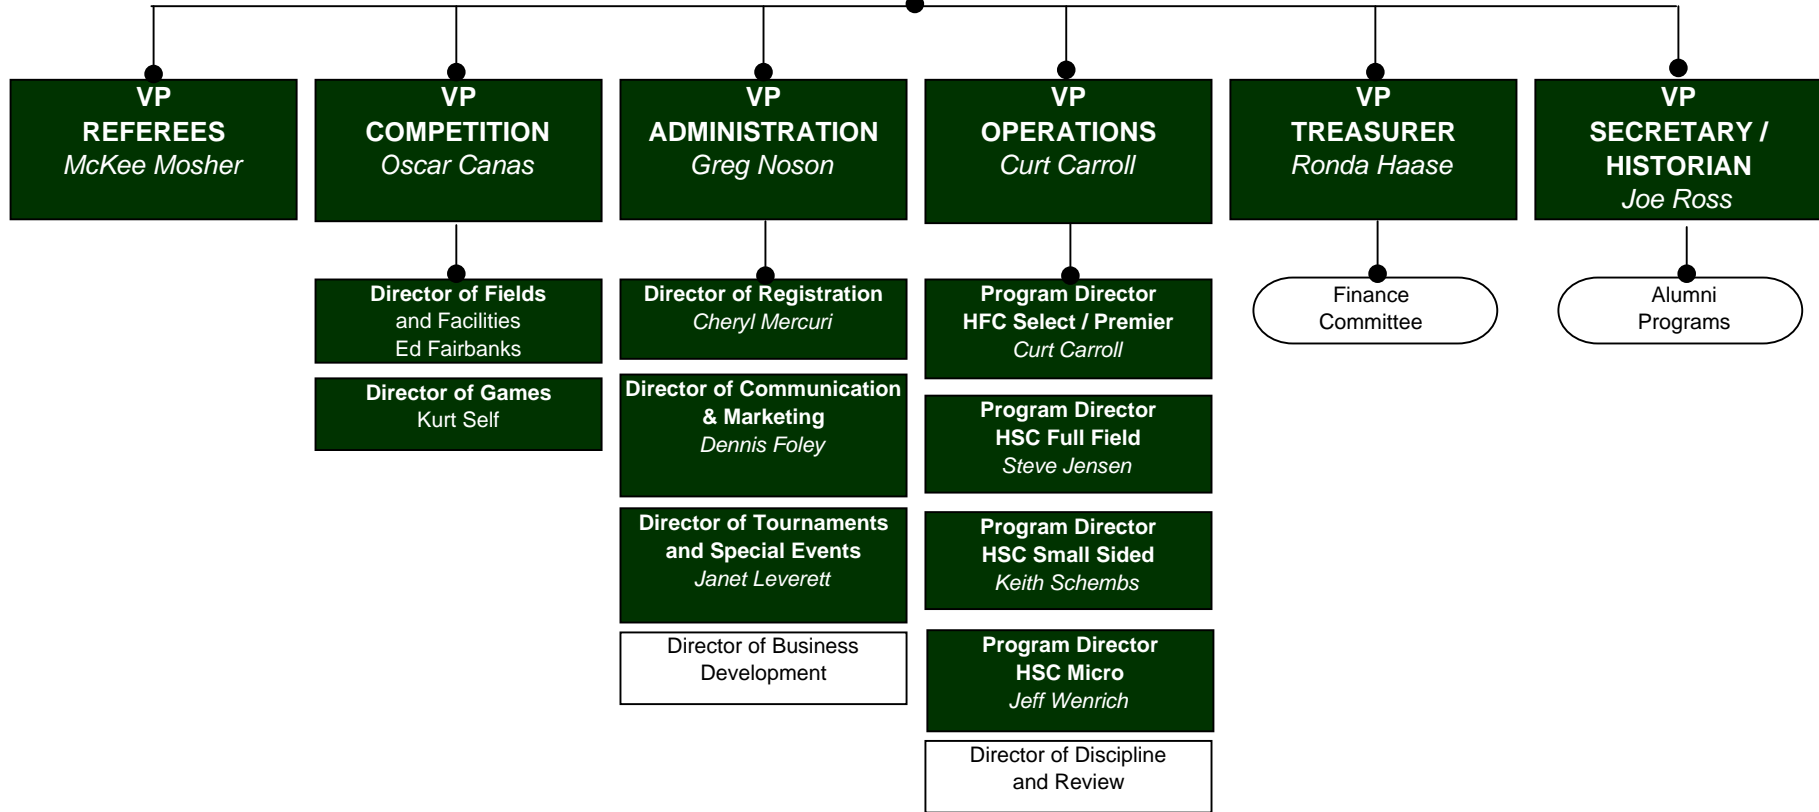 VP
REFEREES
McKee Mosher
VP
COMPETITION
Oscar Canas
VP
ADMINISTRATION
Greg Noson
VP
OPERATIONS
Curt Carroll
VP
TREASURER
Ronda Haase
VP
SECRETARY /
HISTORIAN
Joe Ross
Director of Fields
and Facilities
Ed Fairbanks
Director of Games
Kurt Self
Director of Registration
Cheryl Mercuri
Director of Communication
& Marketing
Dennis Foley
Director of Tournaments
and Special Events
Janet Leverett
Director of Business
Development
Program Director
HFC Select / Premier
Curt Carroll
Program Director
HSC Full Field
Steve Jensen
Program Director
HSC Small Sided
Keith Schembs
Program Director
HSC Micro
Jeff Wenrich
Director of Discipline
and Review
Finance
Committee
Alumni
Programs